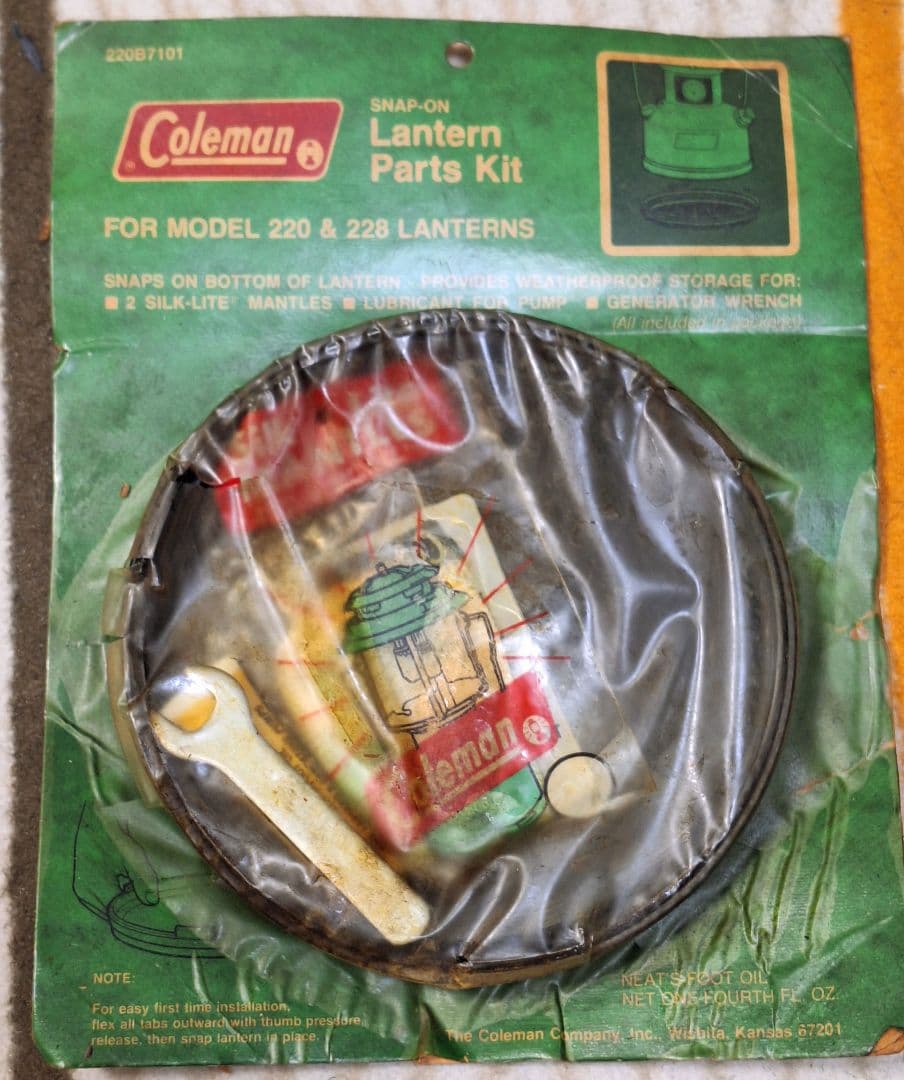 220B7101
Coleman
SNAP-ON
Lantern
Parts Kit
FOR MODEL 220 & 228 LANTERNS
SNAPS ON BOTTOM OF LANTERN - PROVIDES WEATHERPROOF STORAGE FOR:
■ 2 SILK-LITE® MANTLES ■ LUBRICANT FOR PUMP ■ GENERATOR WRENCH
(All included in package)
Coleman
NOTE:
For easy first time installation,
flex all tabs outward with thumb pressure,
release, then snap lantern in place.
NEAT'S FOOT OIL
NET ONE-FOURTH FL. OZ.
The Coleman Company, Inc., Wichita, Kansas 67201